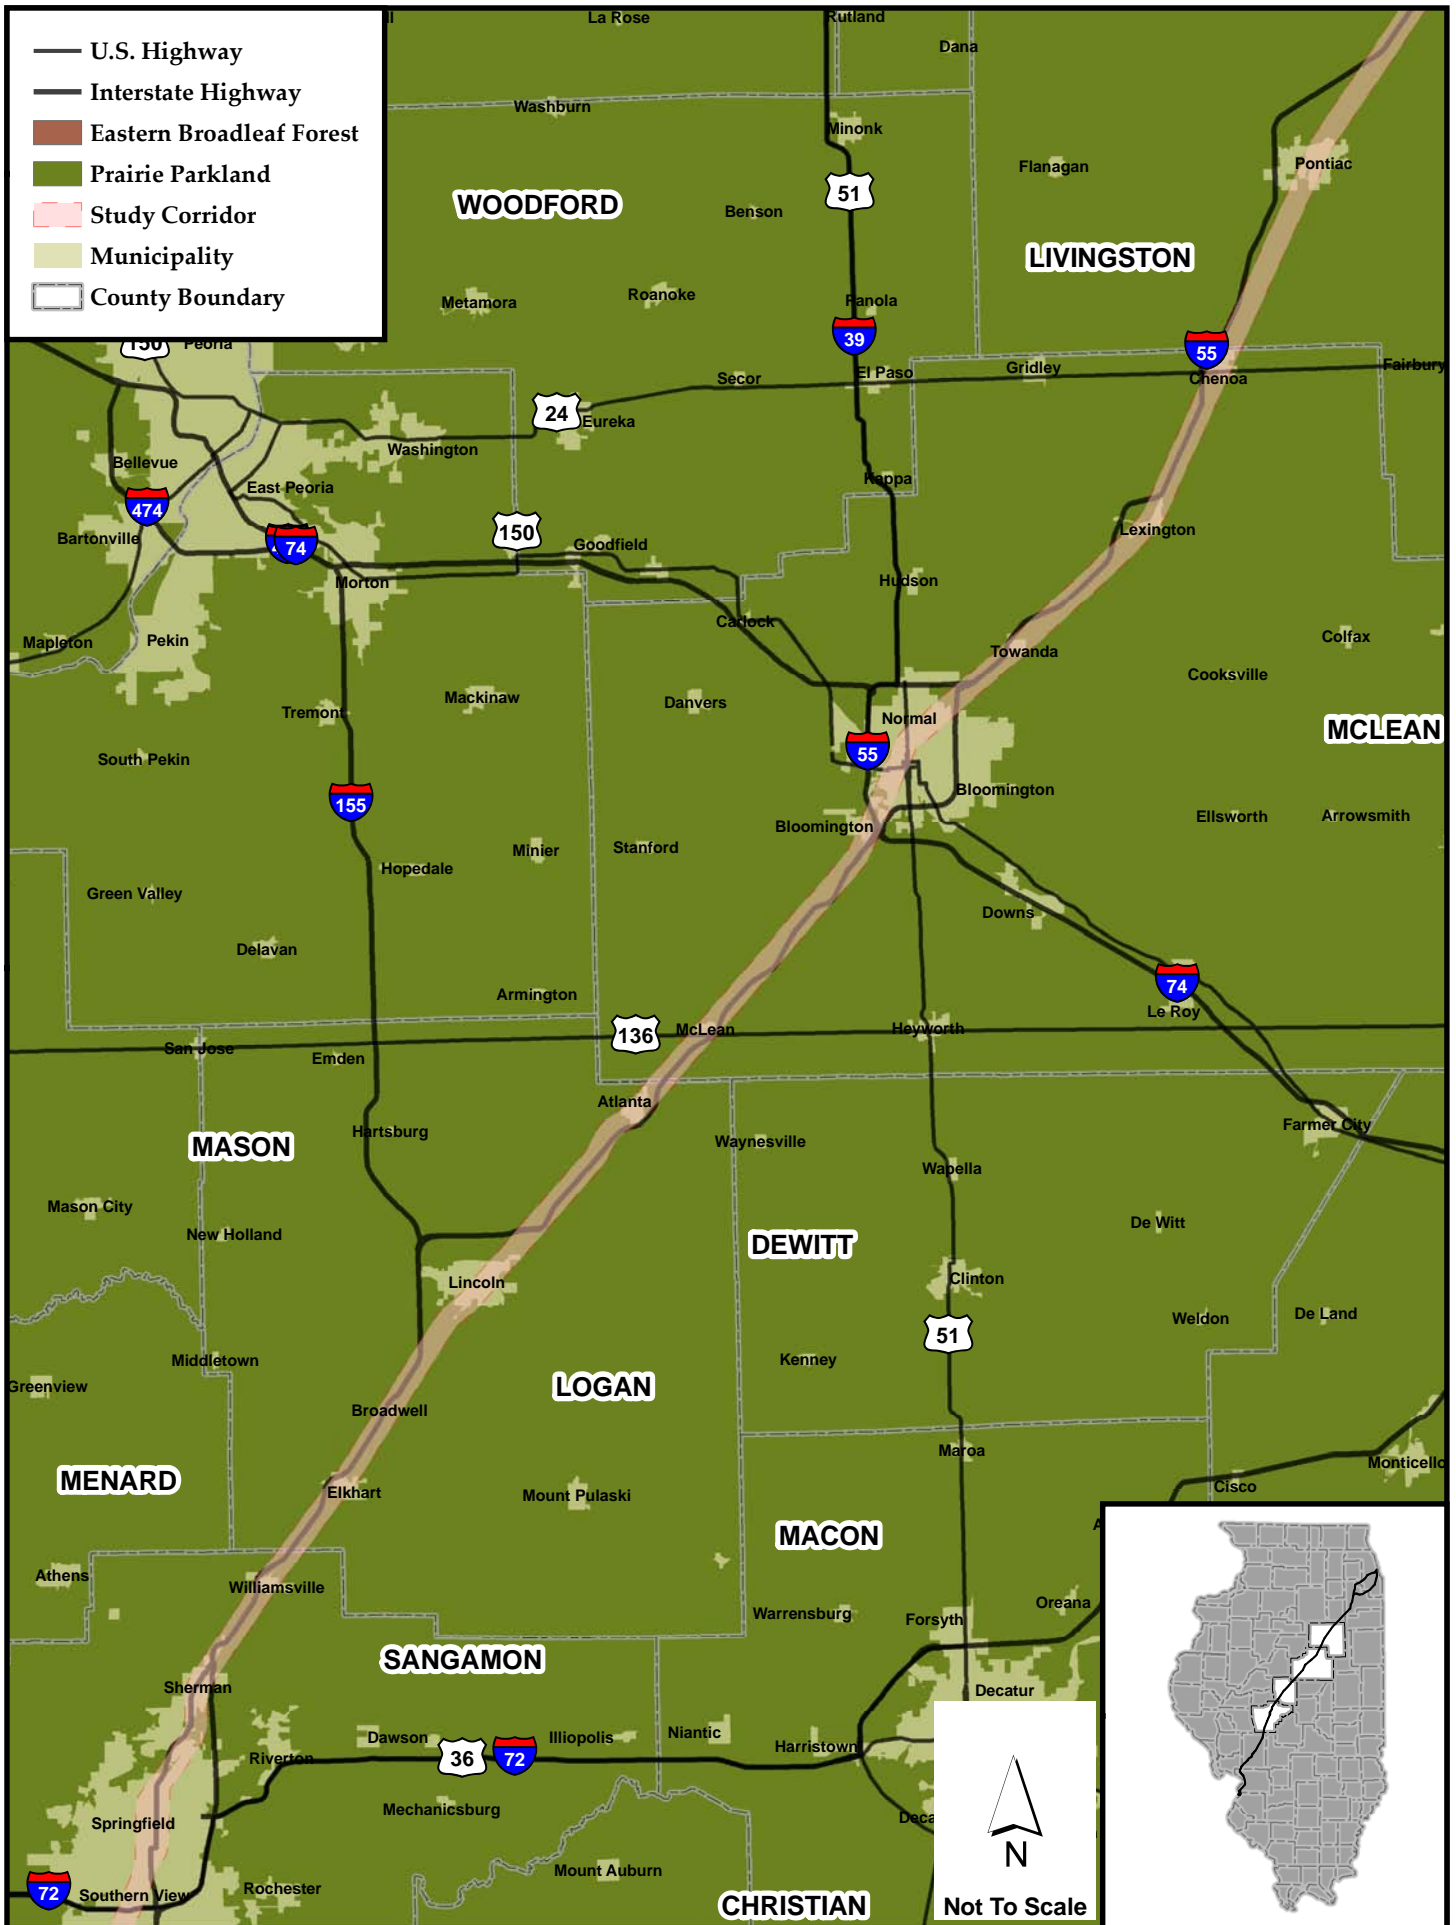 U.S. Highway
Interstate Highway
Eastern Broadleaf Forest
Prairie Parkland
Study Corridor
Municipality
County Boundary
La Rose
Rutland
Dana
Washburn
Minonk
Flanagan
Pontiac
51
WOODFORD
Benson
LIVINGSTON
Metamora
Roanoke
Panola
39
55
150
Peoria
Secor
El Paso
Gridley
Chenoa
Fairbury
24
Eureka
Washington
Bellevue
East Peoria
Kappa
474
Bartonville
74
150
Goodfield
Lexington
Morton
Hudson
Mapleton
Pekin
Carlock
Towanda
Colfax
Cooksville
Mackinaw
Danvers
Tremont
Normal
MCLEAN
South Pekin
55
155
Bloomington
Bloomington
Ellsworth
Arrowsmith
Hopedale
Minier
Stanford
Green Valley
Downs
Delavan
Armington
74
Le Roy
136
McLean
Heyworth
San Jose
Emden
Atlanta
Farmer City
MASON
Hartsburg
Waynesville
Wapella
Mason City
New Holland
De Witt
DEWITT
Lincoln
Clinton
51
Weldon
De Land
Middletown
Kenney
Greenview
LOGAN
Broadwell
Maroa
Monticello
MENARD
Elkhart
Mount Pulaski
Cisco
MACON
Athens
Williamsville
Warrensburg
Forsyth
Oreana
SANGAMON
Sherman
Decatur
Dawson
36
72
Illiopolis
Niantic
Harristown
Riverton
Mechanicsburg
Springfield
Deca
Mount Auburn
N
72
Southern View
Rochester
CHRISTIAN
Not To Scale